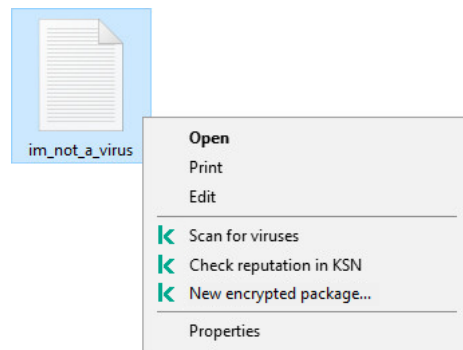 im_not_a_virus
Open
Print
Edit
Scan for viruses
Check reputation in KSN
New encrypted package...
Properties